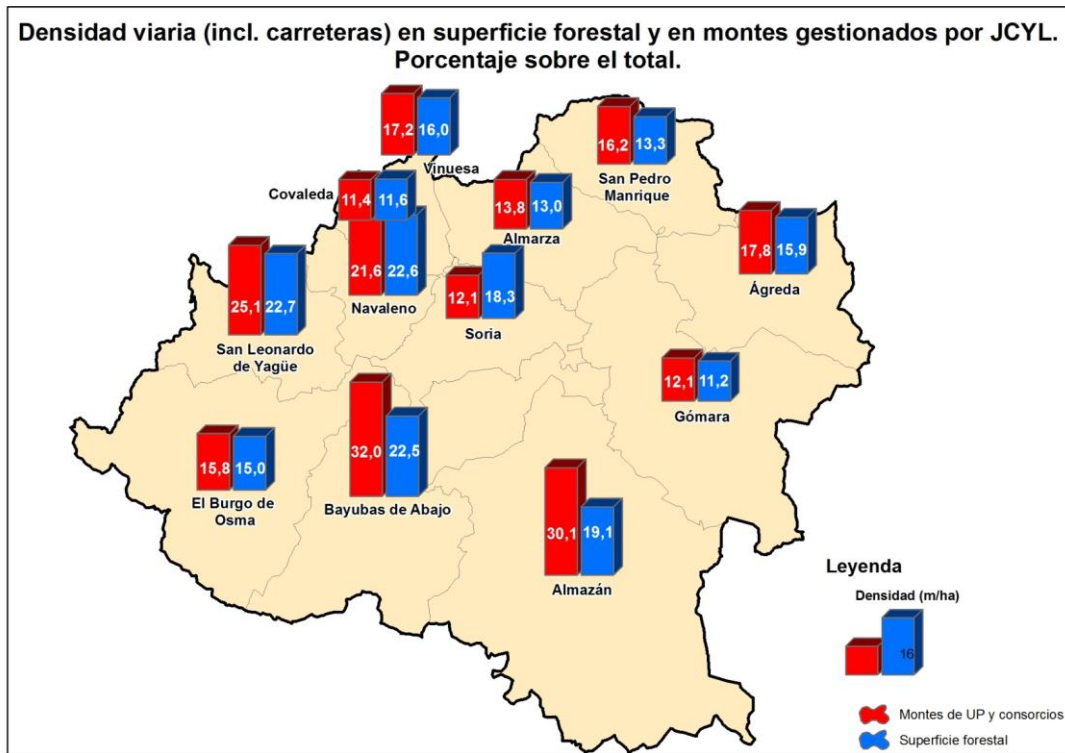 Densidad viaria (incl. carreteras) en superficie forestal y en montes gestionados por JCYL.
Porcentaje sobre el total.
17,2 16,0
Vinuesa
16,2 13,3
San Pedro
Manrique
Covaleda
11,4 11,6
13,8 13,0
Almarza
17,8 15,9
Ágreda
21,6 22,6
Navaleno
12,1 18,3
Soria
25,1 22,7
San Leonardo
de Yagüe
12,1 11,2
Gómara
32,0 22,5
Bayubas de Abajo
15,8 15,0
El Burgo de
Osma
30,1 19,1
Almazán
Leyenda
Densidad (m/ha)
16
Montes de UP y consorcios
Superficie forestal